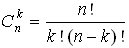 C_n^k = n! / k!(n-k)!